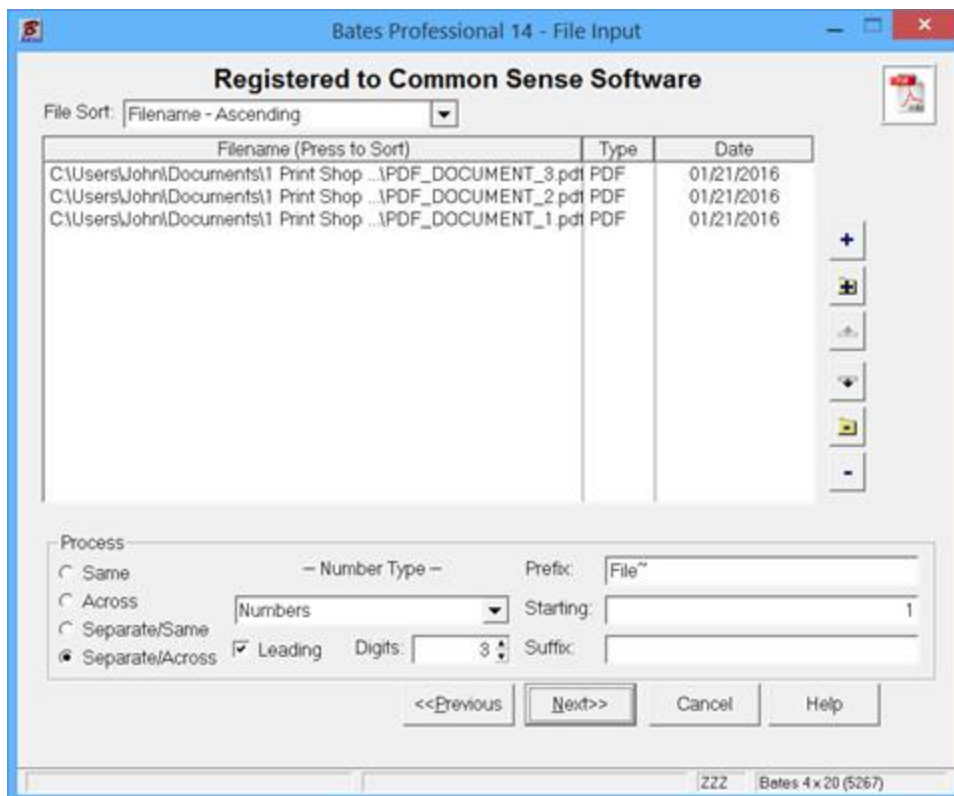 Bates Professional 14 - File Input
Registered to Common Sense Software
File Sort: Filename - Ascending
Filename (Press to Sort) Type Date
C:\Users\John\Documents\1 Print Shop ...\PDF_DOCUMENT_3.pdf PDF 01/21/2016
C:\Users\John\Documents\1 Print Shop ...\PDF_DOCUMENT_2.pdf PDF 01/21/2016
C:\Users\John\Documents\1 Print Shop ...\PDF_DOCUMENT_1.pdf PDF 01/21/2016
Process
Same
Across
Separate/Same
Separate/Across
– Number Type –
Numbers
Leading Digits: 3
Prefix: File~
Starting: 1
Suffix:
<<Previous Next>> Cancel Help
ZZZ Bates 4 x 20 (5267)